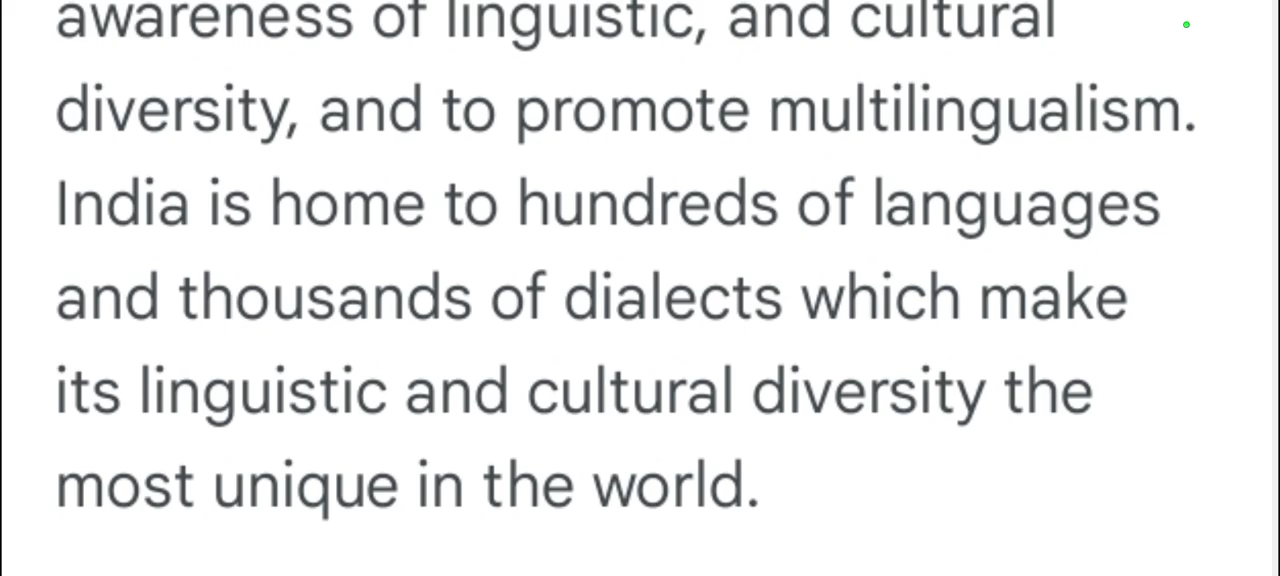 awareness of linguistic, and cultural
diversity, and to promote multilingualism.
India is home to hundreds of languages
and thousands of dialects which make
its linguistic and cultural diversity the
most unique in the world.